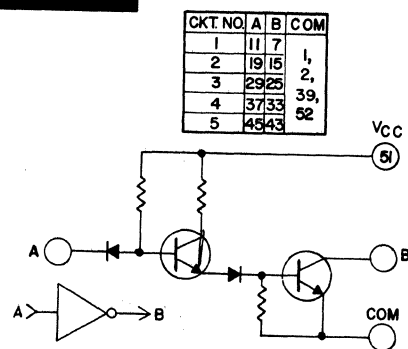 CKT. NO. A B COM
1 11 7 1,
2 19 15 2,
3 29 25 39,
4 37 33 52
5 45 43
VCC
51
A
B
A B
COM